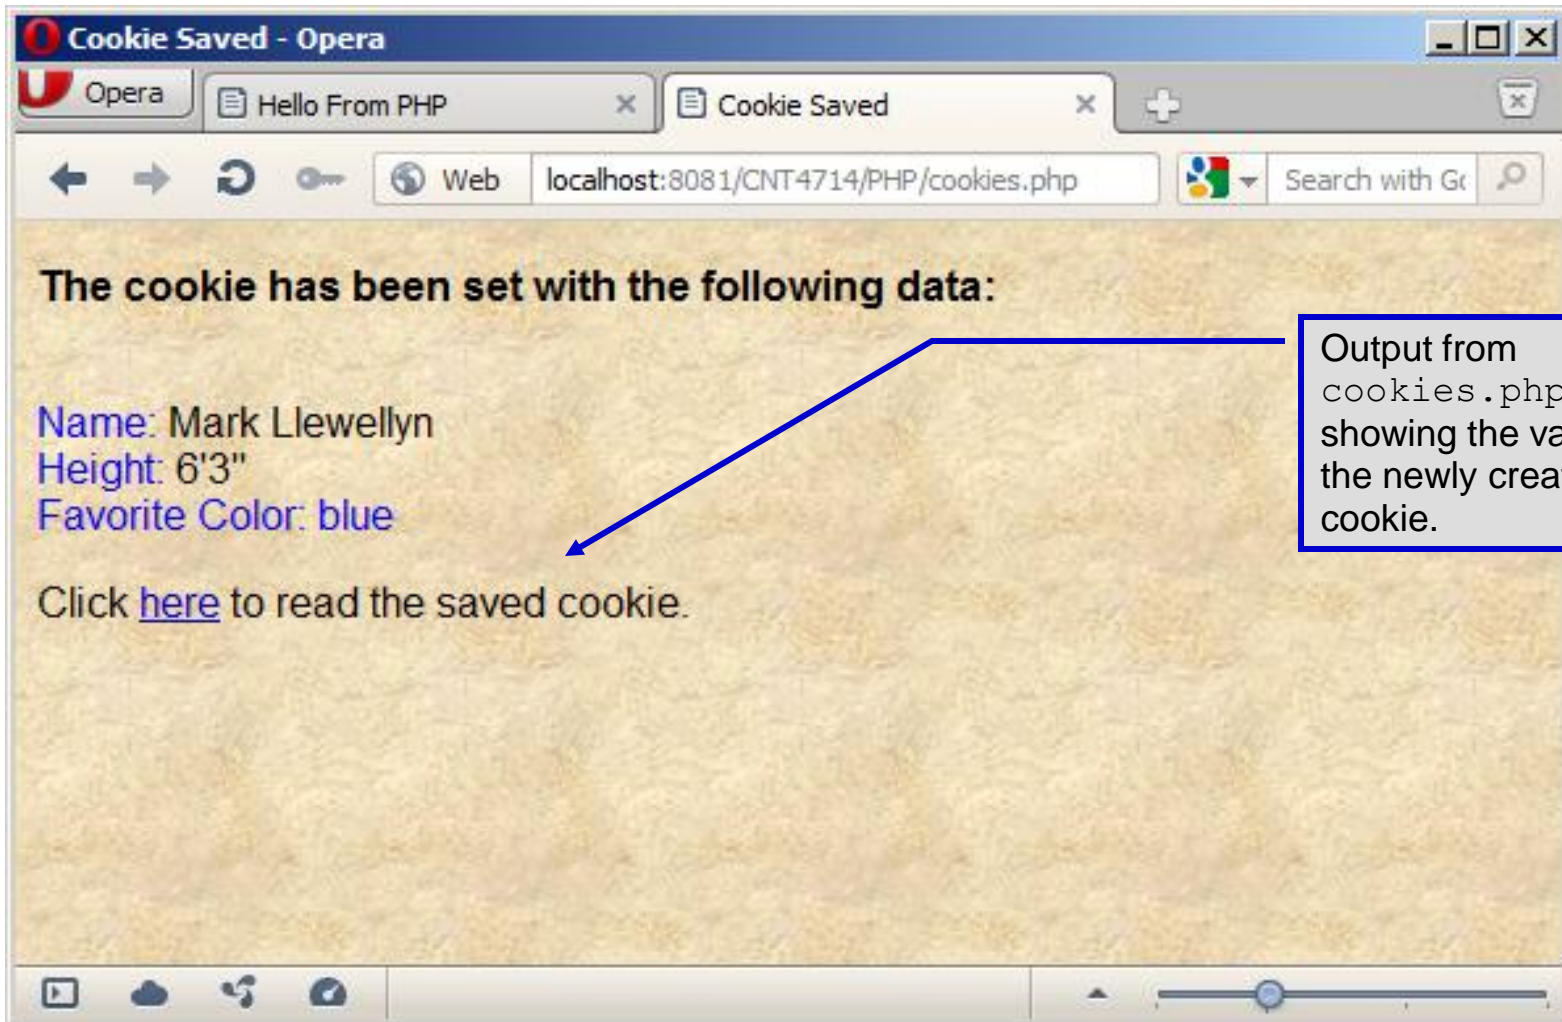 Cookie Saved - Opera
Opera
Hello From PHP
Cookie Saved
Web
localhost:8081/CNT4714/PHP/cookies.php
Search with
The cookie has been set with the following data:
Name: Mark Llewellyn
Height: 6'3"
Favorite Color: blue
Click here to read the saved cookie.
Output from
cookies.php
showing the
the newly
cookie.